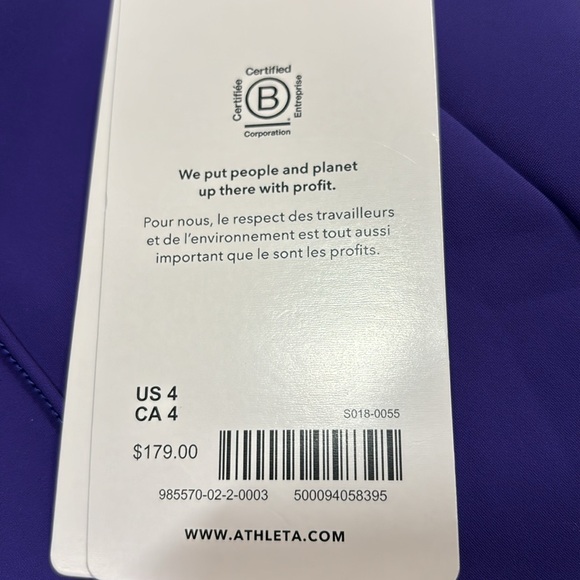 Certified
Certifiée
B
Entreprise
Corporation
We put people and planet
up there with profit.
Pour nous, le respect des travailleurs
et de l'environnement est tout aussi
important que le sont les profits.
US 4
CA 4
S018-0055
$179.00
985570-02-2-0003 500094058395
WWW.ATHLETA.COM